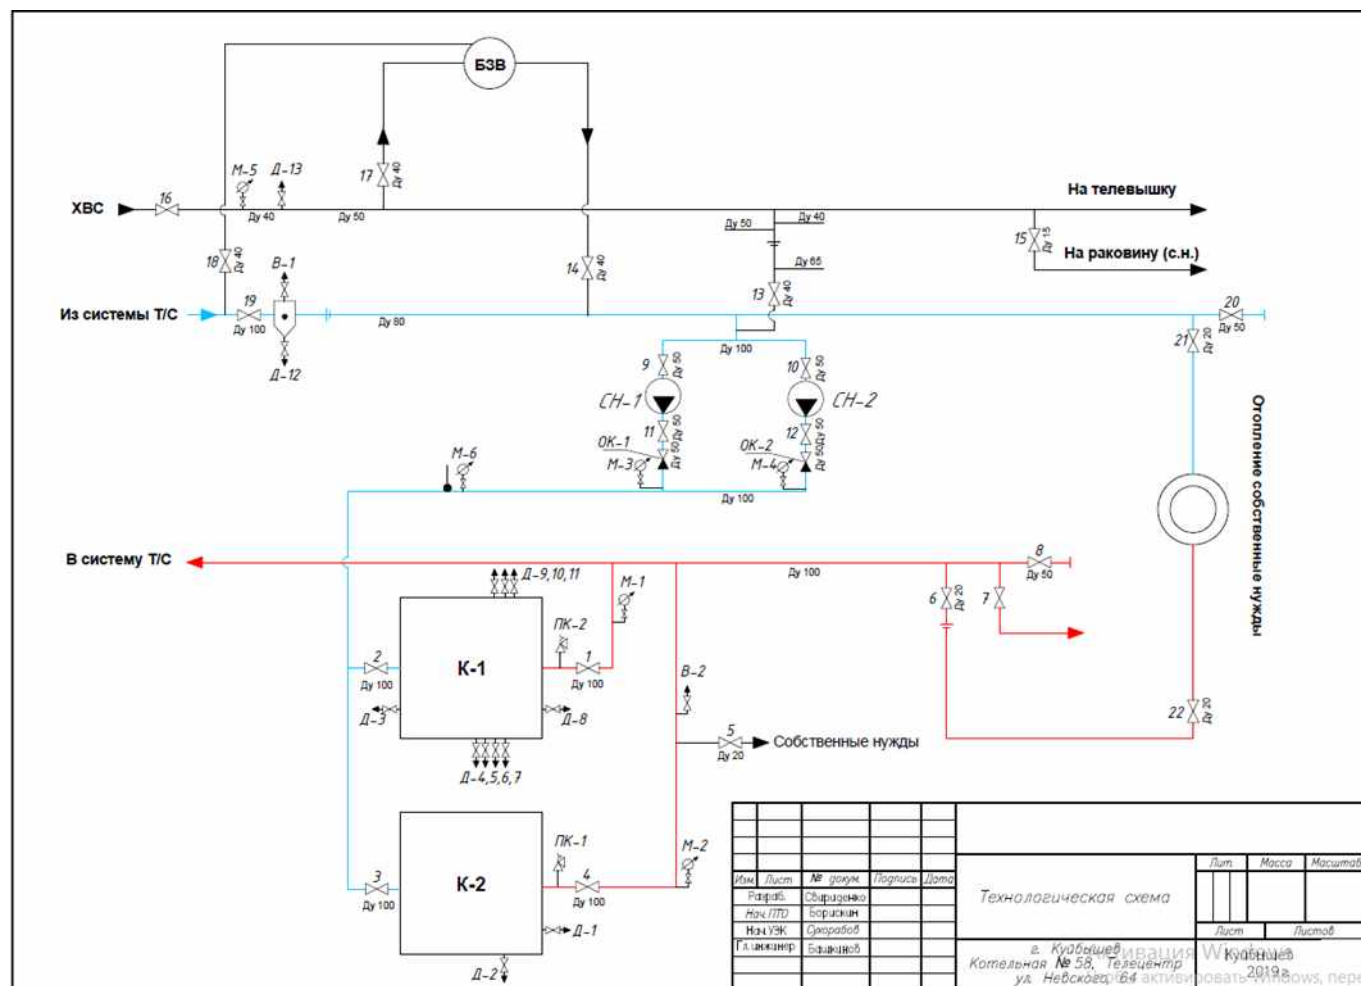 БЗВ
М-5
Д-13
17
Ду 40
16
На телевышку
ХВС
Ду 40
Ду 50
Ду 50
Ду 40
15
Ду 15
18
Ду 40
В-1
14
Ду 40
На раковину (с.н.)
Ду 65
13
Ду 40
19
20
Из системы Т/С
Ду 100
Ду 80
Ду 50
21
Ду 20
Ду 100
Д-12
9
Ду 50
10
Ду 50
СН-1
СН-2
Отопление собственные нужды
11
Ду 50
12
Ду 50
ОК-1
Ду 50
ОК-2
Ду 50
М-6
М-3
М-4
Ду 100
В систему Т/С
8
Д-9,10,11
М-1
Ду 100
Ду 50
6
Ду 20
7
ПК-2
2
К-1
1
Ду 100
Ду 100
В-2
Д-3
Д-8
22
Ду 20
5
Собственные нужды
Ду 20
Д-4,5,6,7
ПК-1
М-2
3
К-2
4
Ду 100
Ду 100
Д-1
Д-2
Лит. Масса Масштаб
Изм. Лист № докум. Подпись Дата
Разраб. Свириденко
Технологическая схема
Нач. ПТО Борискин
Нач. УЭК
Лист Листов
Гл. инженер Башкинов
г. Куйбышев
Котельная № 58, Телецентр
ул. Невского, 64
Куйбышев
2019 г.